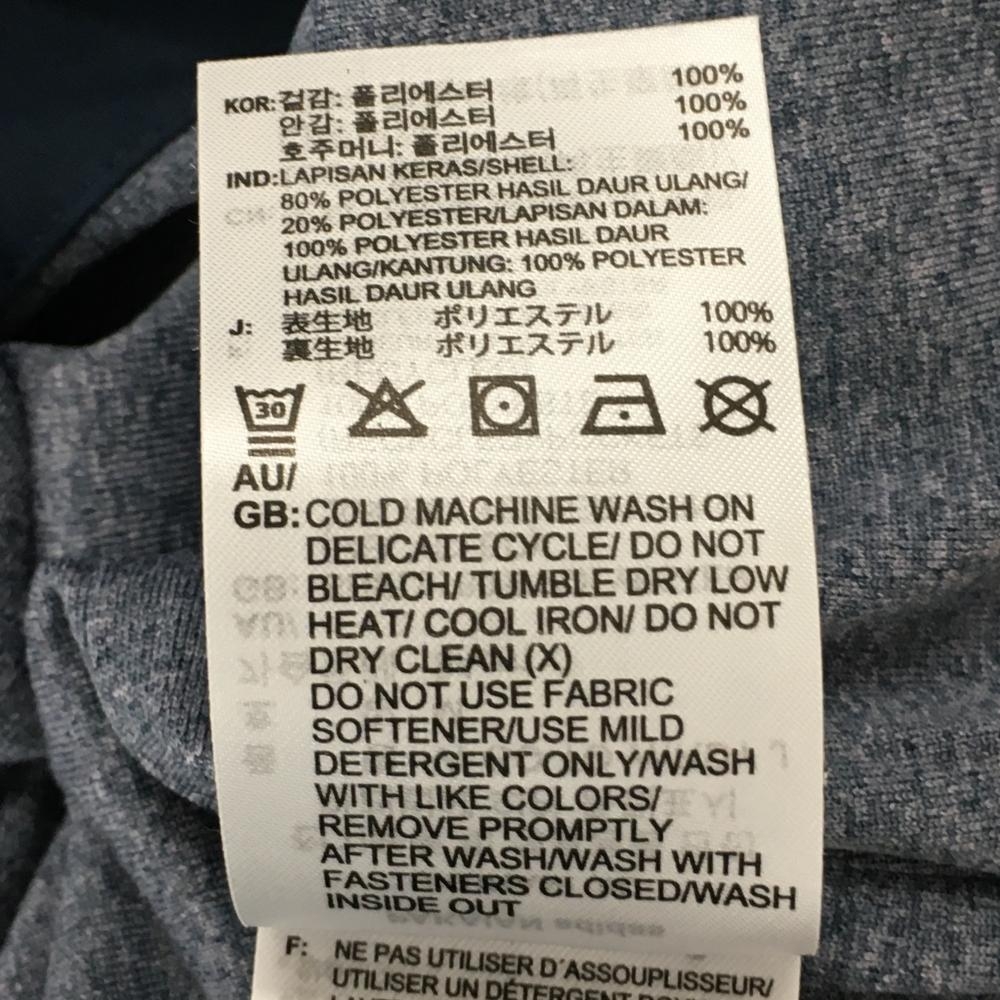 KOR: 겉감: 폴리에스터 100%
안감: 폴리에스터 100%
호주머니: 폴리에스터 100%
IND: LAPISAN KERAS/SHELL:
80% POLYESTER HASIL DAUR ULANG/
20% POLYESTER/LAPISAN DALAM:
100% POLYESTER HASIL DAUR
ULANG/KANTUNG: 100% POLYESTER
HASIL DAUR ULANG
J: 表生地 ポリエステル 100%
裏生地 ポリエステル 100%
30
AU/
GB: COLD MACHINE WASH ON
DELICATE CYCLE/ DO NOT
BLEACH/ TUMBLE DRY LOW
HEAT/ COOL IRON/ DO NOT
DRY CLEAN (X)
DO NOT USE FABRIC
SOFTENER/USE MILD
DETERGENT ONLY/WASH
WITH LIKE COLORS/
REMOVE PROMPTLY
AFTER WASH/WASH WITH
FASTENERS CLOSED/WASH
INSIDE OUT
F: NE PAS UTILISER D'ASSOUPLISSEUR/
UTILISER UN DÉTERGENT